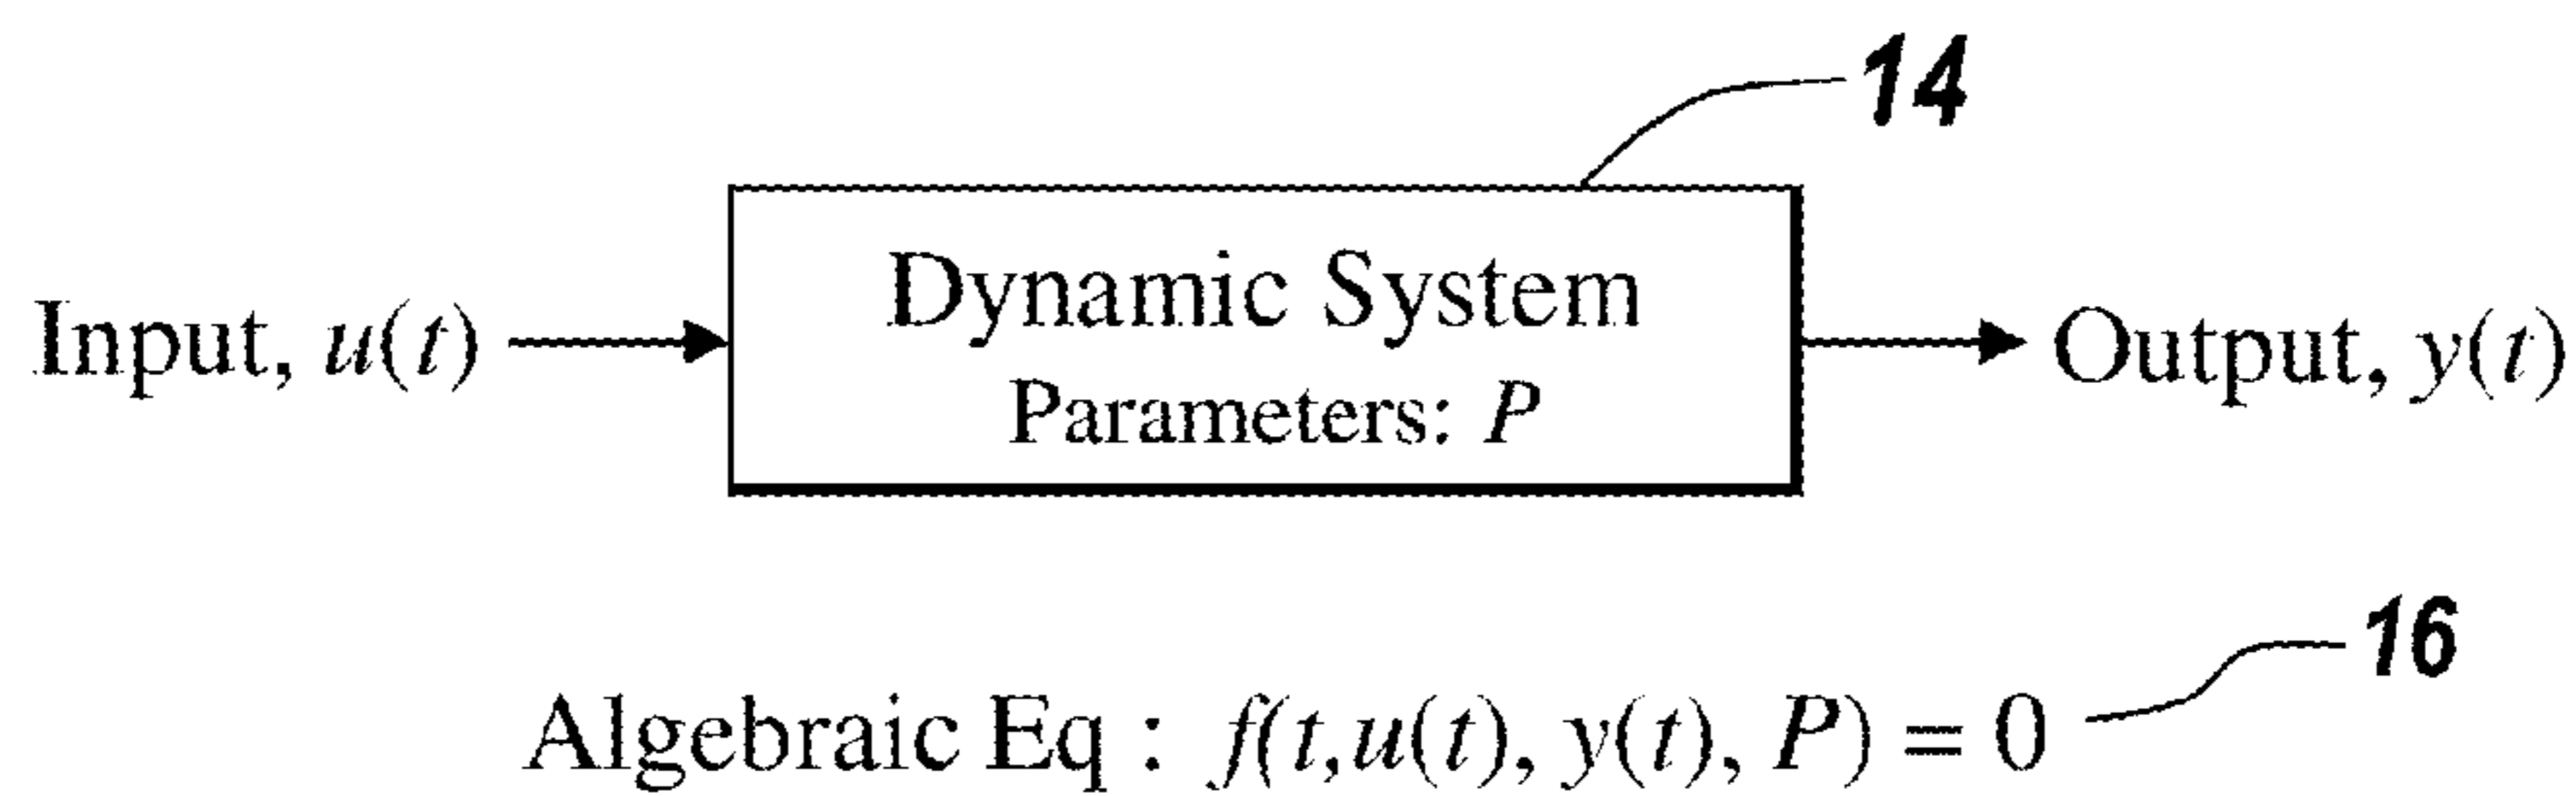 14
Input, u(t)
Dynamic System
Parameters: P
Output, y(t)
16
Algebraic Eq : f(t,u(t), y(t), P) = 0